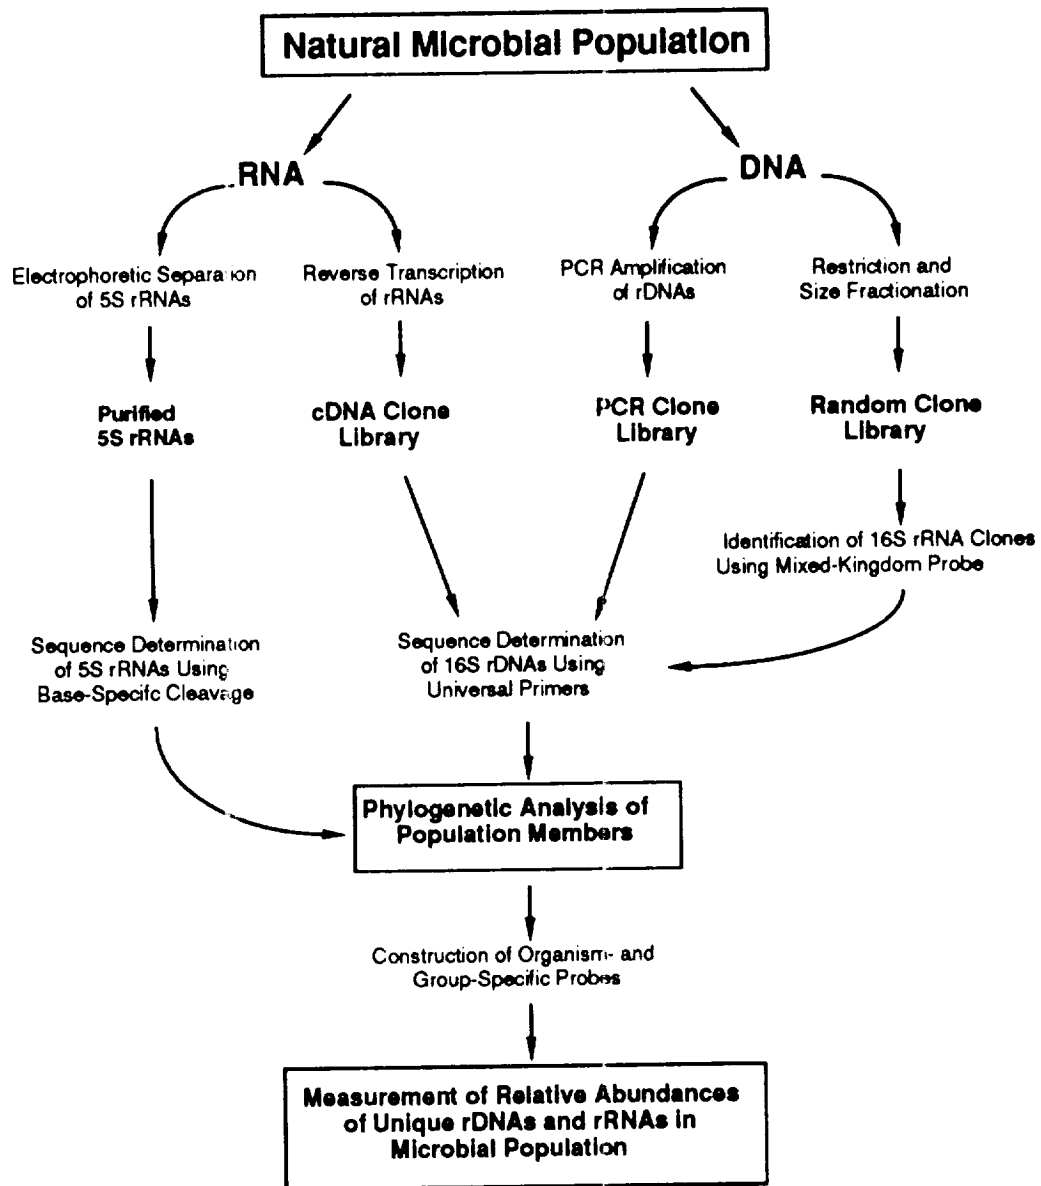 Natural Microbial Population
RNA
DNA
Electrophoretic Separation
of 5S rRNAs
Reverse Transcription
of rRNAs
PCR Amplification
of rDNAs
Restriction and
Size Fractionation
Purified
5S rRNAs
cDNA Clone
Library
PCR Clone
Library
Random Clone
Library
Identification of 16S rRNA Clones
Using Mixed-Kingdom Probe
Sequence Determination
of 5S rRNAs Using
Base-Specifc Cleavage
Sequence Determination
of 16S rDNAs Using
Universal Primers
Phylogenetic Analysis of
Population Members
Construction of Organism- and
Group-Specific Probes
Measurement of Relative Abundances
of Unique rDNAs and rRNAs in
Microbial Population